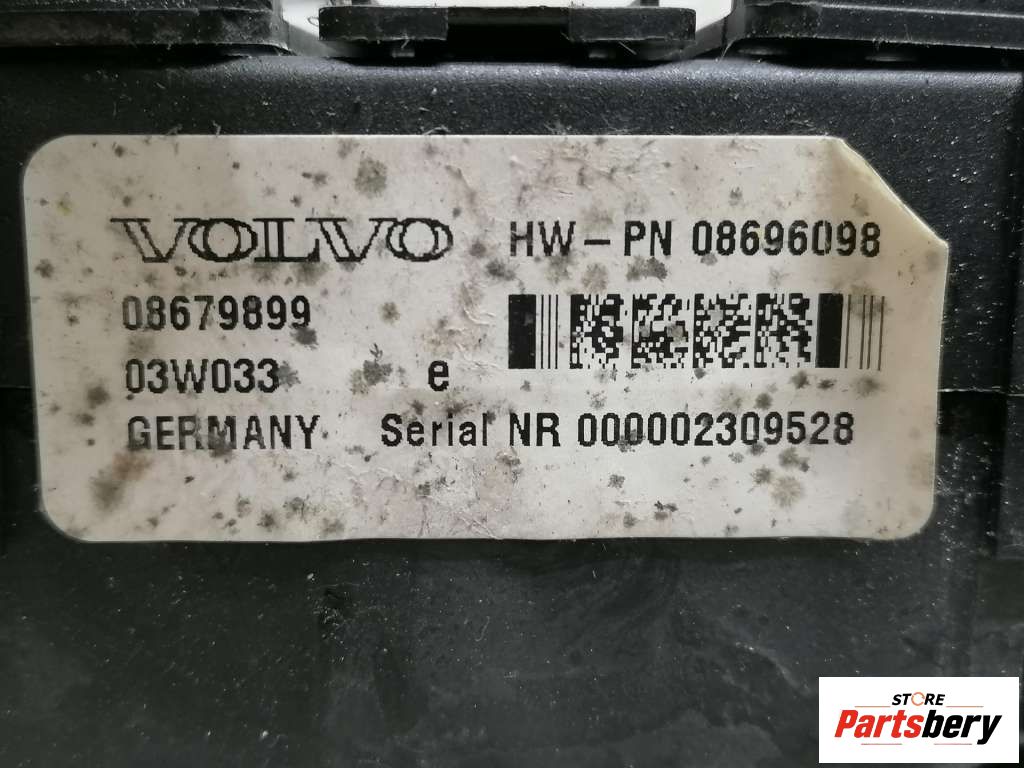 VOLVO HW-PN 08696098
08679899
03W033 e
GERMANY Serial NR 000002309528
STORE
Partsbery